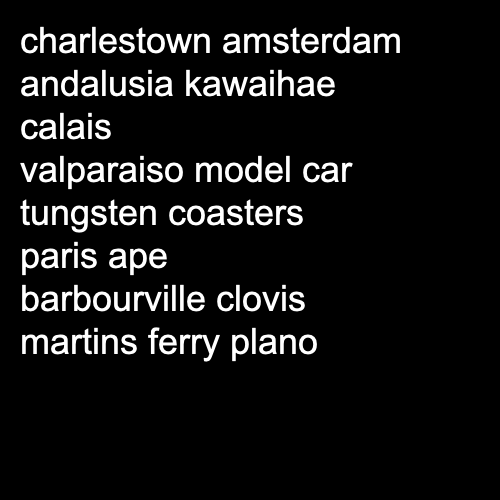 charlestown amsterdam
andalusia kawaihae
calais
valparaiso model car
tungsten coasters
paris ape
barbourville clovis
martins ferry plano